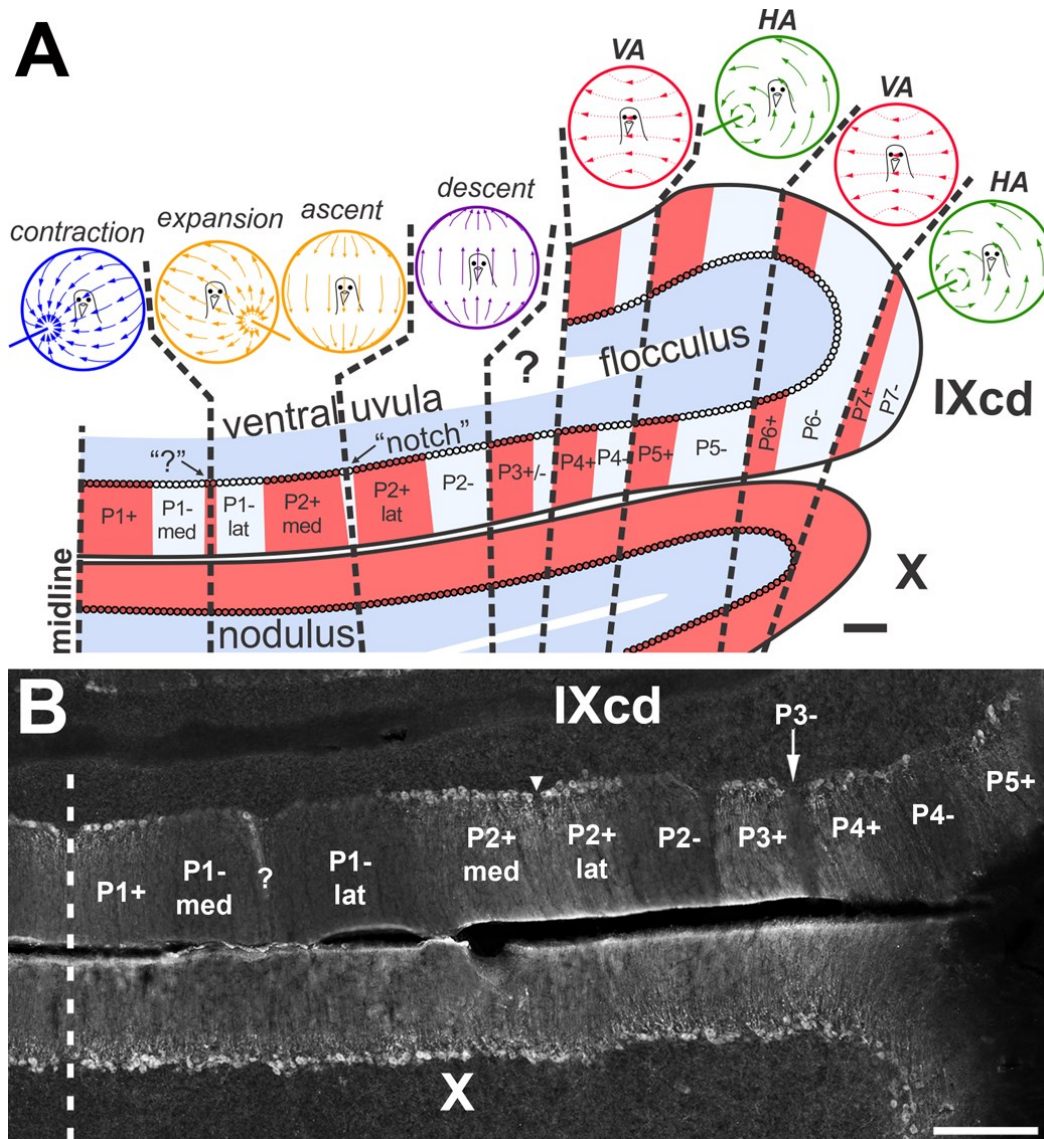 A
VA
HA
VA
HA
contraction
expansion
ascent
descent
?
flocculus
ventral uvula
lXcd
"?"
"notch"
P1+
P1-
med
P1-
lat
P2+
med
P2+
lat
P2-
P3+/-
P4+
P4-
P5+
P5-
P6+
P6-
P7+
P7-
midline
nodulus
X
B
lXcd
P3-
P5+
P4-
P4+
P3+
P2-
P2+
lat
P2+
med
P1-
lat
?
P1-
med
P1+
X